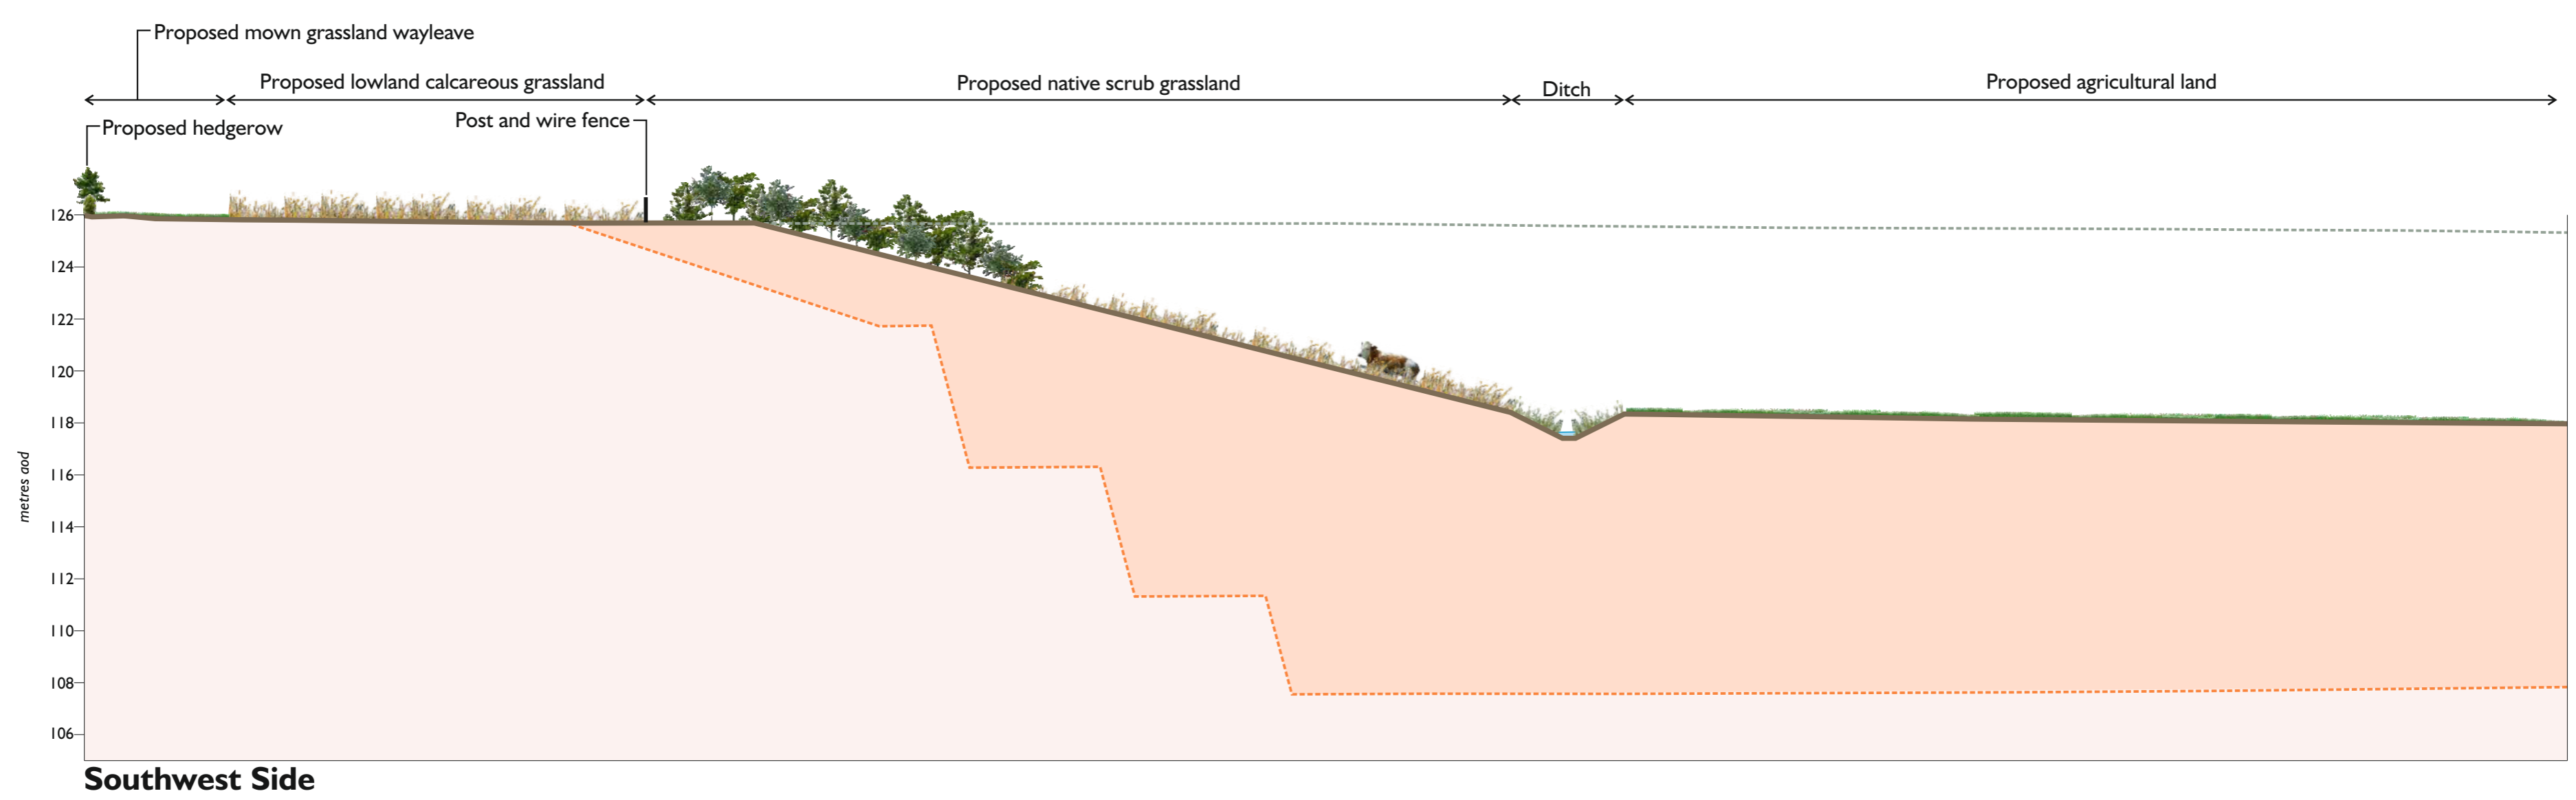 Proposed mown grassland wayleave
Proposed lowland calcareous grassland
Proposed native scrub grassland
Ditch
Proposed agricultural land
Proposed hedgerow
Post and wire fence
126
124
122
120
118
116
114
112
110
108
106
metres aod
Southwest Side